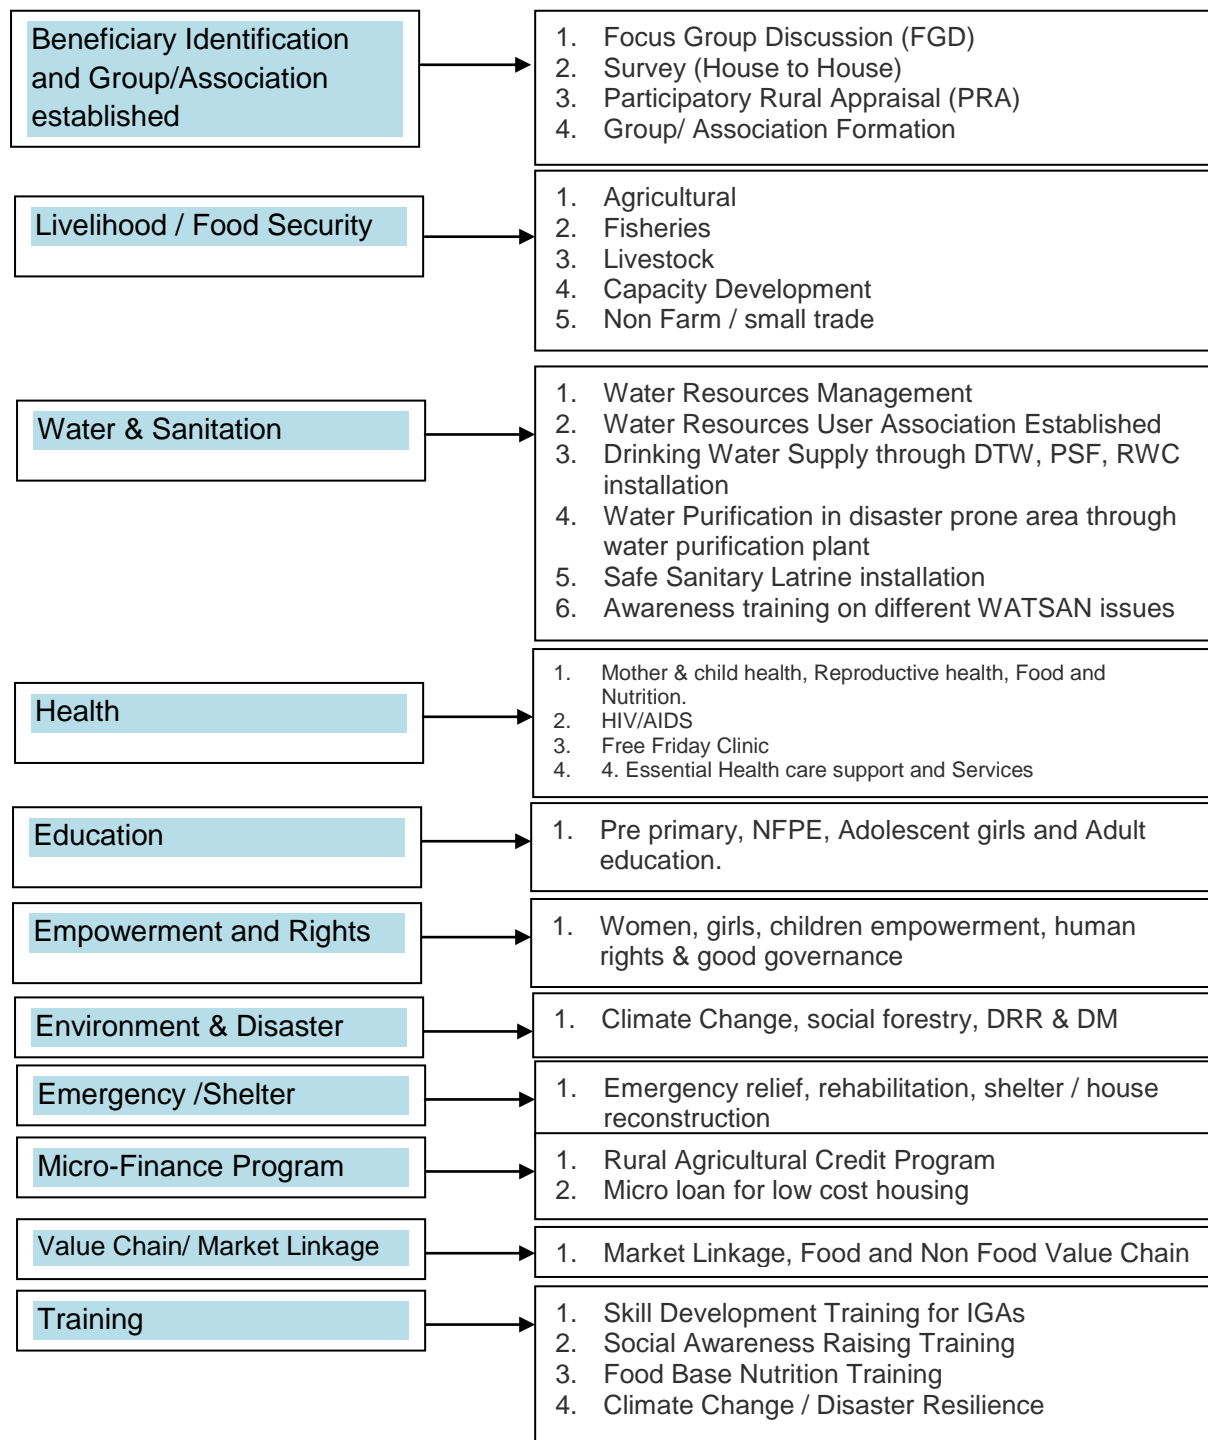 Beneficiary Identification
and Group/Association
established
1. Focus Group Discussion (FGD)
2. Survey (House to House)
3. Participatory Rural Appraisal (PRA)
4. Group/ Association Formation
Livelihood / Food Security
1. Agricultural
2. Fisheries
3. Livestock
4. Capacity Development
5. Non Farm / small trade
Water & Sanitation
1. Water Resources Management
2. Water Resources User Association Established
3. Drinking Water Supply through DTW, PSF, RWC
installation
4. Water Purification in disaster prone area through
water purification plant
5. Safe Sanitary Latrine installation
6. Awareness training on different WATSAN issues
Health
1. Mother & child health, Reproductive health, Food and
Nutrition.
2. HIV/AIDS
3. Free Friday Clinic
4. 4. Essential Health care support and Services
Education
1. Pre primary, NFPE, Adolescent girls and Adult
education.
Empowerment and Rights
1. Women, girls, children empowerment, human
rights & good governance
Environment & Disaster
1. Climate Change, social forestry, DRR & DM
Emergency /Shelter
1. Emergency relief, rehabilitation, shelter / house
reconstruction
Micro-Finance Program
1. Rural Agricultural Credit Program
2. Micro loan for low cost housing
Value Chain/ Market Linkage
1. Market Linkage, Food and Non Food Value Chain
Training
1. Skill Development Training for IGAs
2. Social Awareness Raising Training
3. Food Base Nutrition Training
4. Climate Change / Disaster Resilience